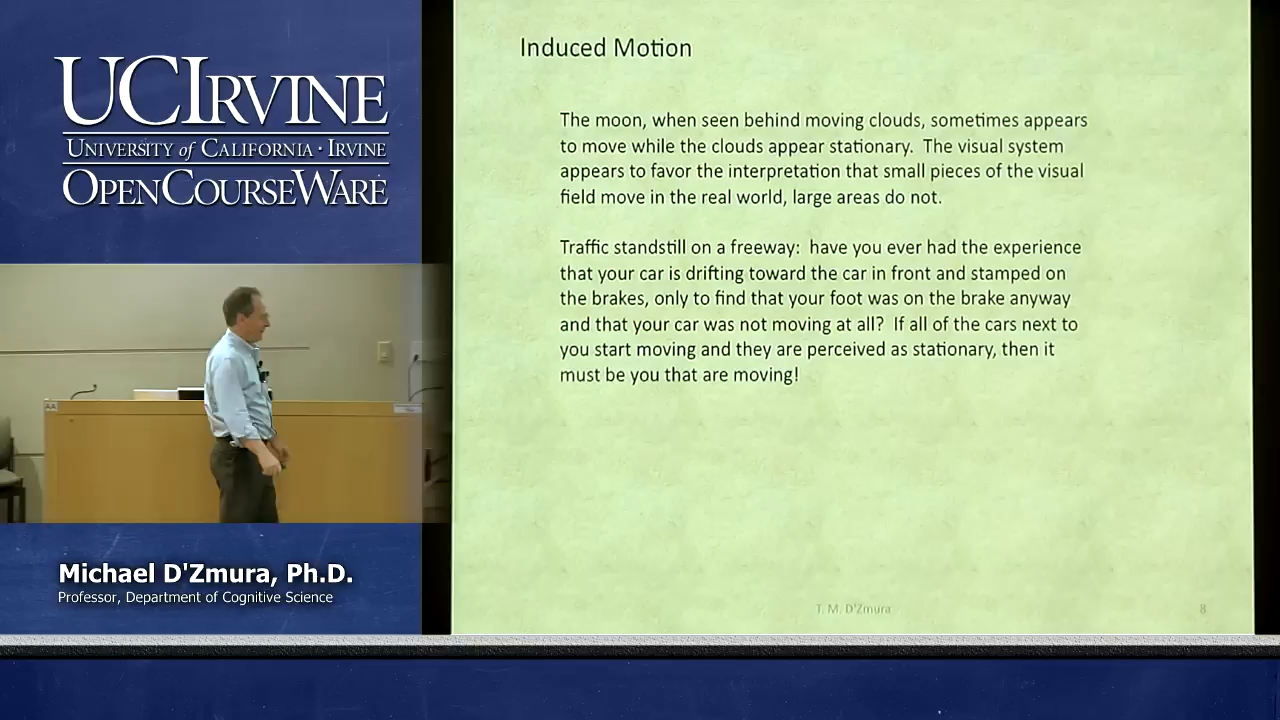 UCIRVINE
UNIVERSITY of CALIFORNIA · IRVINE
OPENCOURSEWARE
Michael D'Zmura, Ph.D.
Professor, Department of Cognitive Science
Induced Motion
The moon, when seen behind moving clouds, sometimes appears
to move while the clouds appear stationary. The visual system
appears to favor the interpretation that small pieces of the visual
field move in the real world, large areas do not.
Traffic standstill on a freeway: have you ever had the experience
that your car is drifting toward the car in front and stamped on
the brakes, only to find that your foot was on the brake anyway
and that your car was not moving at all? If all of the cars next to
you start moving and they are perceived as stationary, then it
must be you that are moving!
T. M. D'Zmura
8